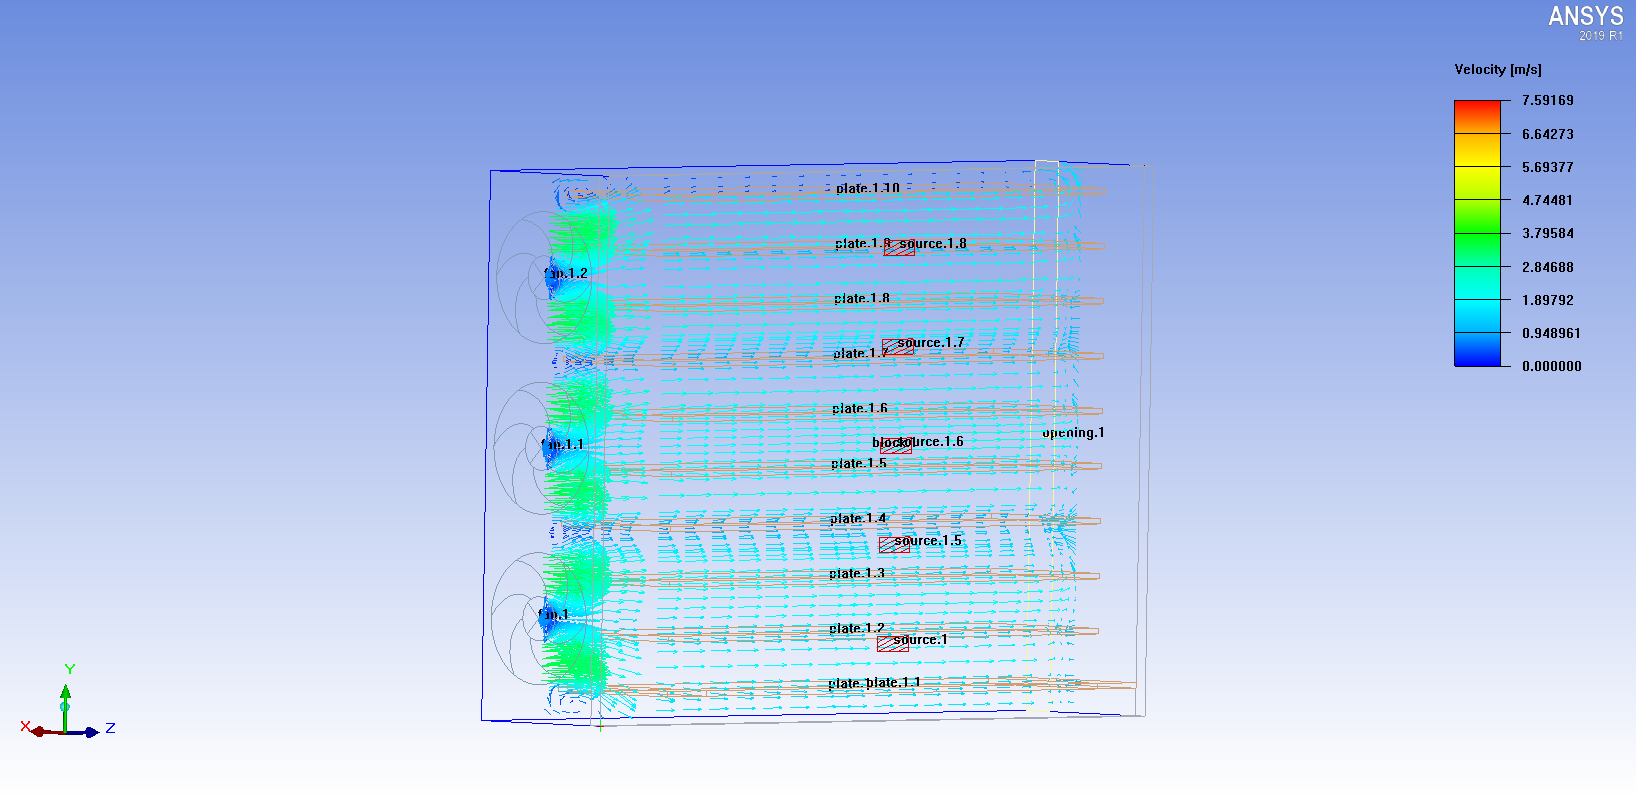 ANSYS
2019 R1
Velocity [m/s]
7.59169
6.64273
5.69377
4.74481
3.79584
2.84688
1.89792
0.948961
0.000000
plate.1.10
plate.1.9 source.1.8
fan.1.2
plate.1.8
source.1.7
plate.1.7
plate.1.6
opening.1
fan.1.1
source.1.6
plate.1.5
plate.1.4
source.1.5
plate.1.3
fan.1
plate.1.2
source.1
plate.1.1
Y
X
Z